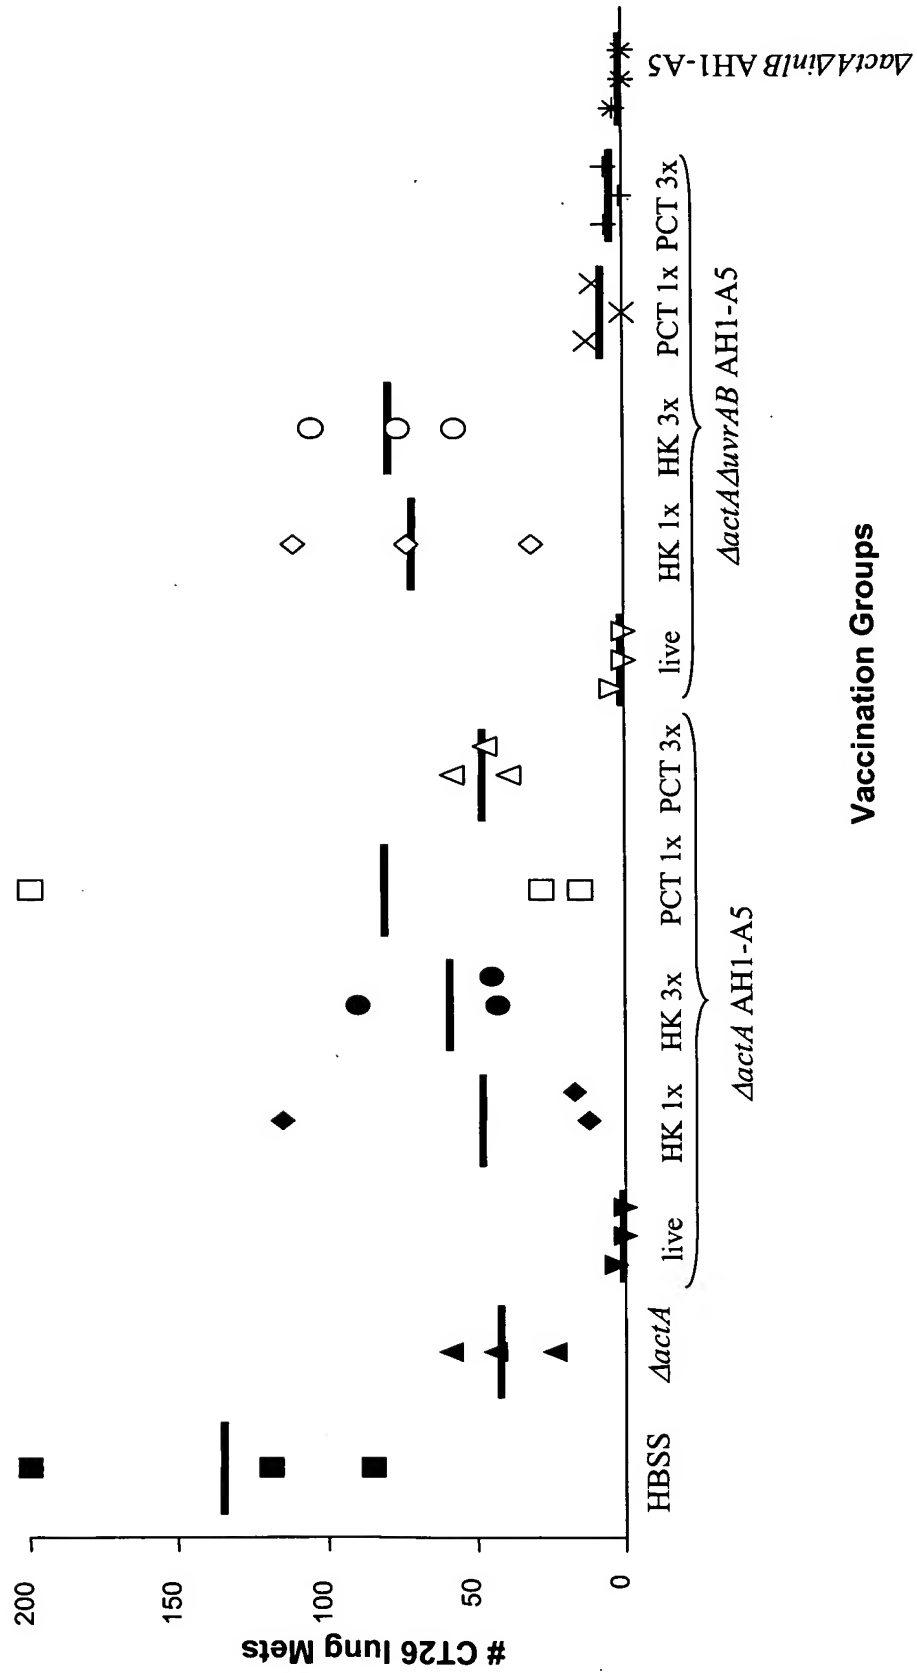 # CT26 lung Mets
200
150
100
50
0
HBSS
ΔactA
live
HK 1x
HK 3x
PCT 1x
PCT 3x
live
HK 1x
HK 3x
PCT 1x
PCT 3x
ΔactAΔinlB AH1-A5
ΔactA AH1-A5
ΔactAΔuvrAB AH1-A5
Vaccination Groups